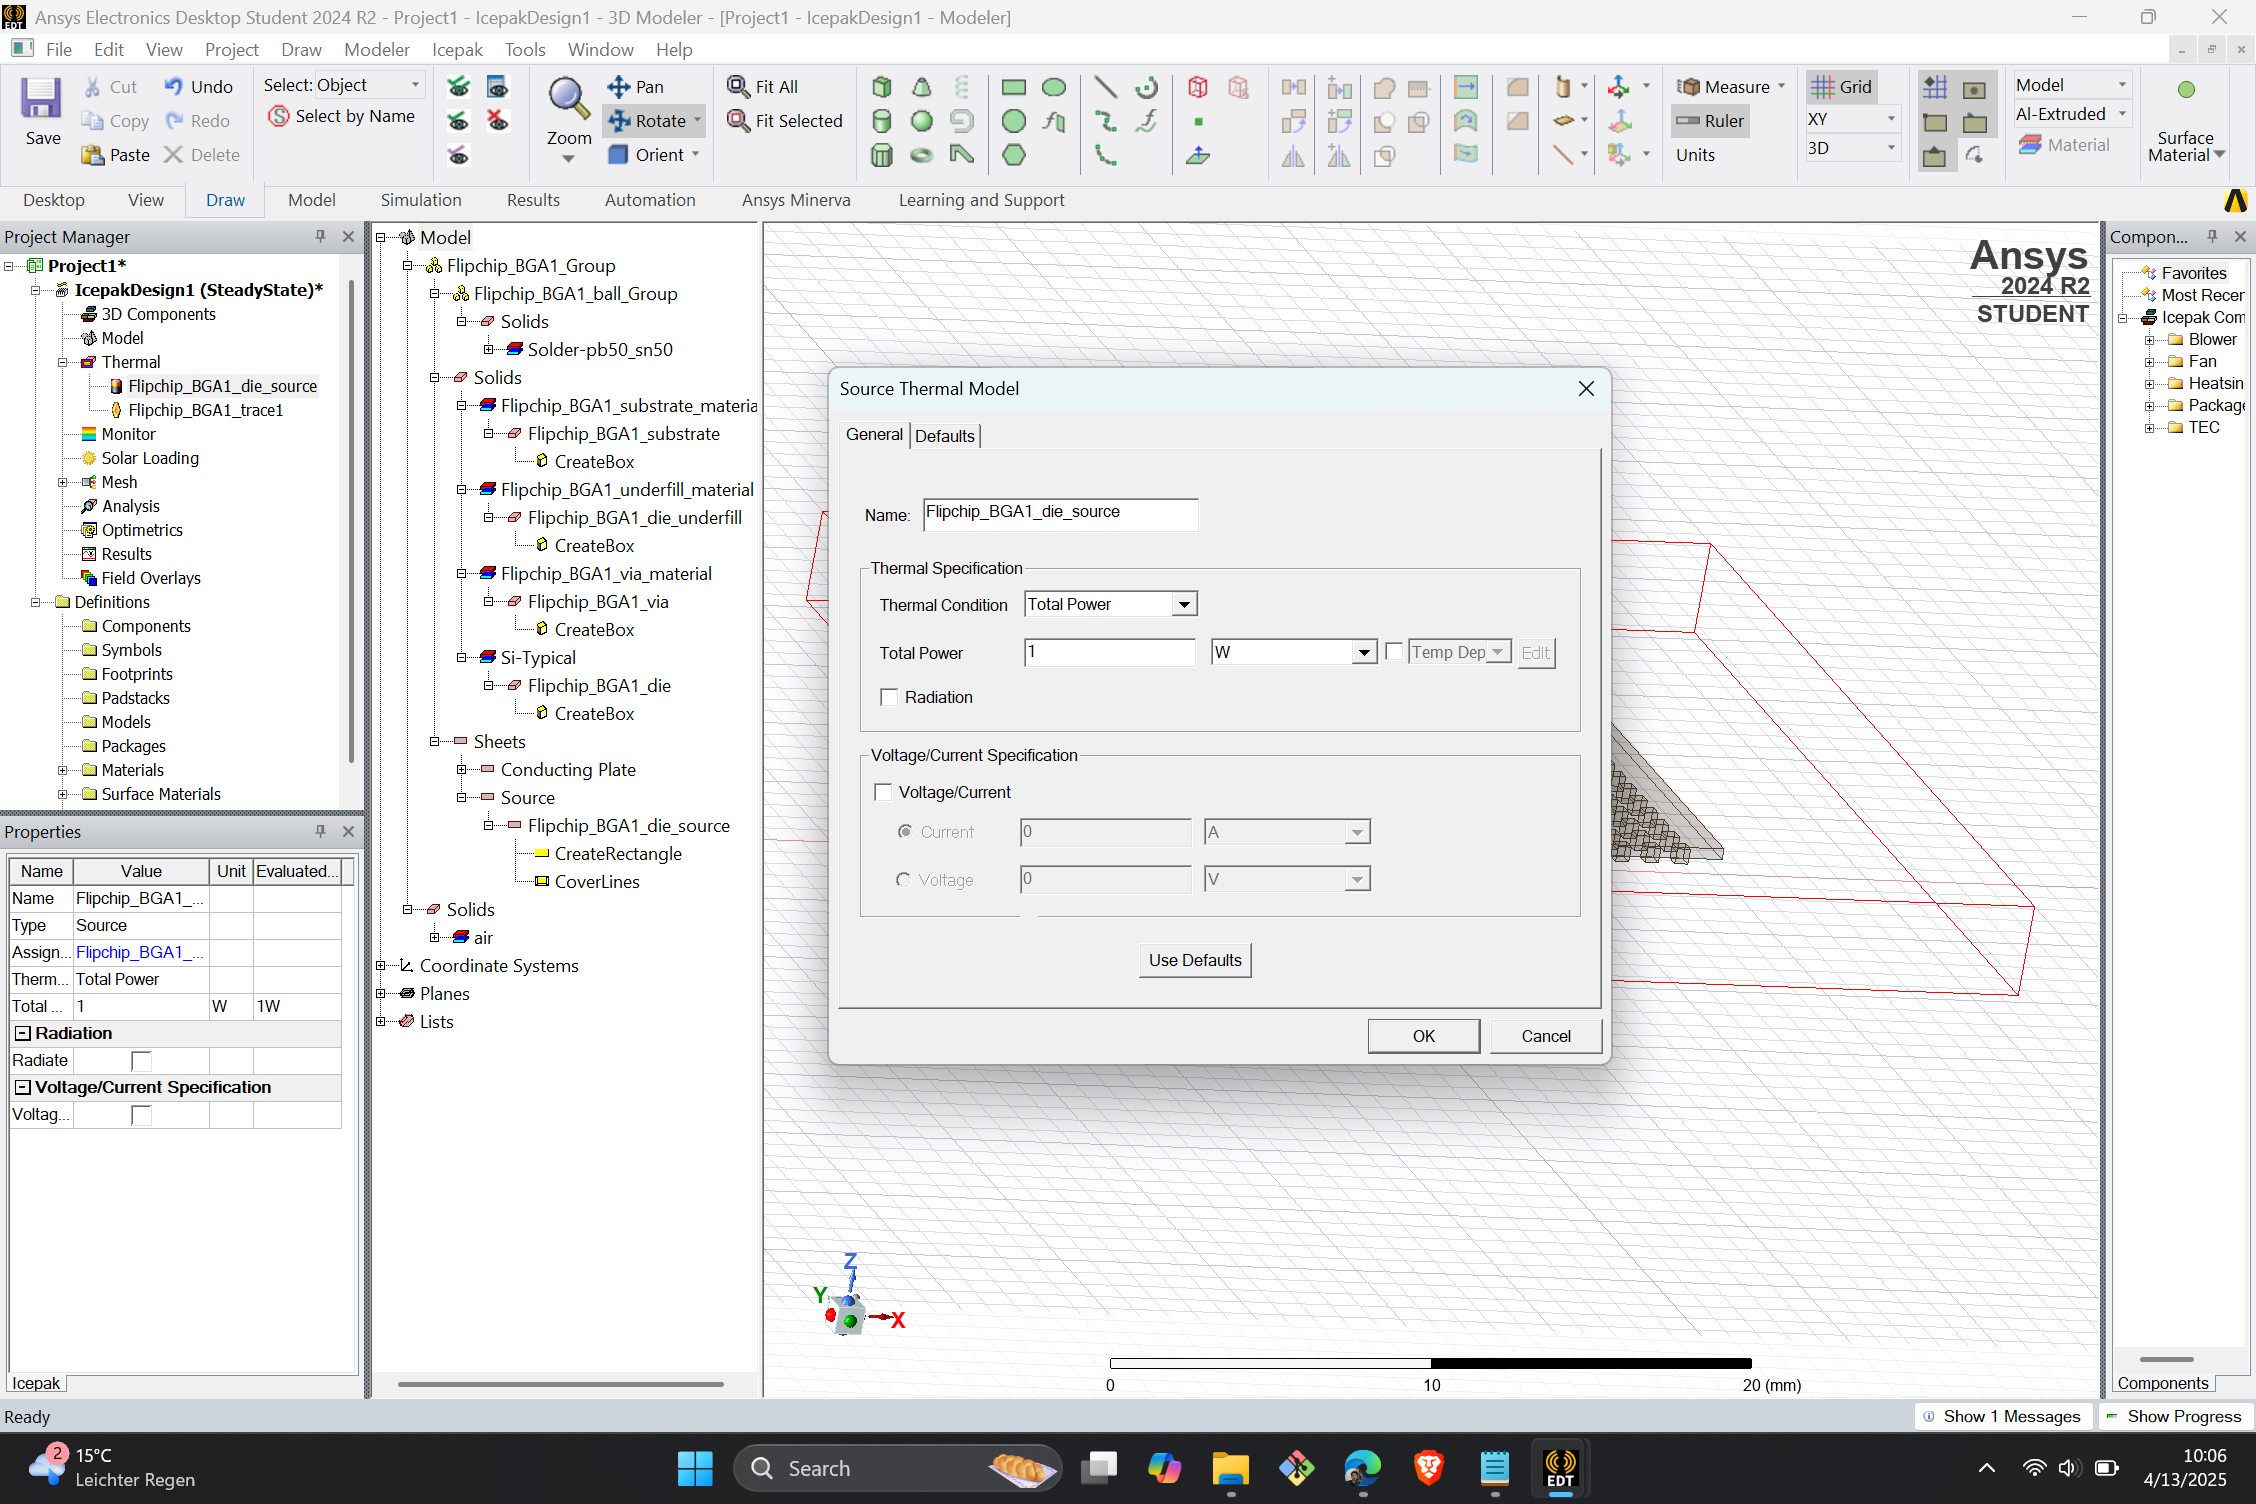 Ansys Electronics Desktop Student 2024 R2 - Project1 - IcepakDesign1 - 3D Modeler - [Project1 - IcepakDesign1 - Modeler]
File Edit View Project Draw Modeler Icepak Tools Window Help
Save
Cut
Copy
Paste
Undo
Redo
Delete
Select: Object
Select by Name
Zoom
Pan
Rotate
Orient
Fit All
Fit Selected
Measure
Ruler
Units
Grid
XY
3D
Model
Al-Extruded
Material
Surface
Material
Desktop View Draw Model Simulation Results Automation Ansys Minerva Learning and Support
Project Manager
Project1*
IcepakDesign1 (SteadyState)*
3D Components
Model
Thermal
Flipchip_BGA1_die_source
Flipchip_BGA1_trace1
Monitor
Solar Loading
Mesh
Analysis
Optimetrics
Results
Field Overlays
Definitions
Components
Symbols
Footprints
Padstacks
Models
Packages
Materials
Surface Materials
Properties
Name Value Unit Evaluated...
Name Flipchip_BGA1_...
Type Source
Assign... Flipchip_BGA1_...
Therm... Total Power
Total ... 1 W 1W
Radiation
Radiate
Voltage/Current Specification
Voltag...
Icepak
Model
Flipchip_BGA1_Group
Flipchip_BGA1_ball_Group
Solids
Solder-pb50_sn50
Solids
Flipchip_BGA1_substrate_materia
Flipchip_BGA1_substrate
CreateBox
Flipchip_BGA1_underfill_material
Flipchip_BGA1_die_underfill
CreateBox
Flipchip_BGA1_via_material
Flipchip_BGA1_via
CreateBox
Si-Typical
Flipchip_BGA1_die
CreateBox
Sheets
Conducting Plate
Source
Flipchip_BGA1_die_source
CreateRectangle
CoverLines
Solids
air
Coordinate Systems
Planes
Lists
Ansys
2024 R2
STUDENT
Source Thermal Model
General Defaults
Name: Flipchip_BGA1_die_source
Thermal Specification
Thermal Condition Total Power
Total Power 1 W Temp Dep Edit
Radiation
Voltage/Current Specification
Voltage/Current
Current 0 A
Voltage 0 V
Use Defaults
OK Cancel
Z
Y
X
0 10 20 (mm)
Compon...
Favorites
Most Recer
Icepak Com
Blower
Fan
Heatsin
Package
TEC
Components
Ready
Show 1 Messages Show Progress
2
15°C
Leichter Regen
Search
EDT
10:06
4/13/2025